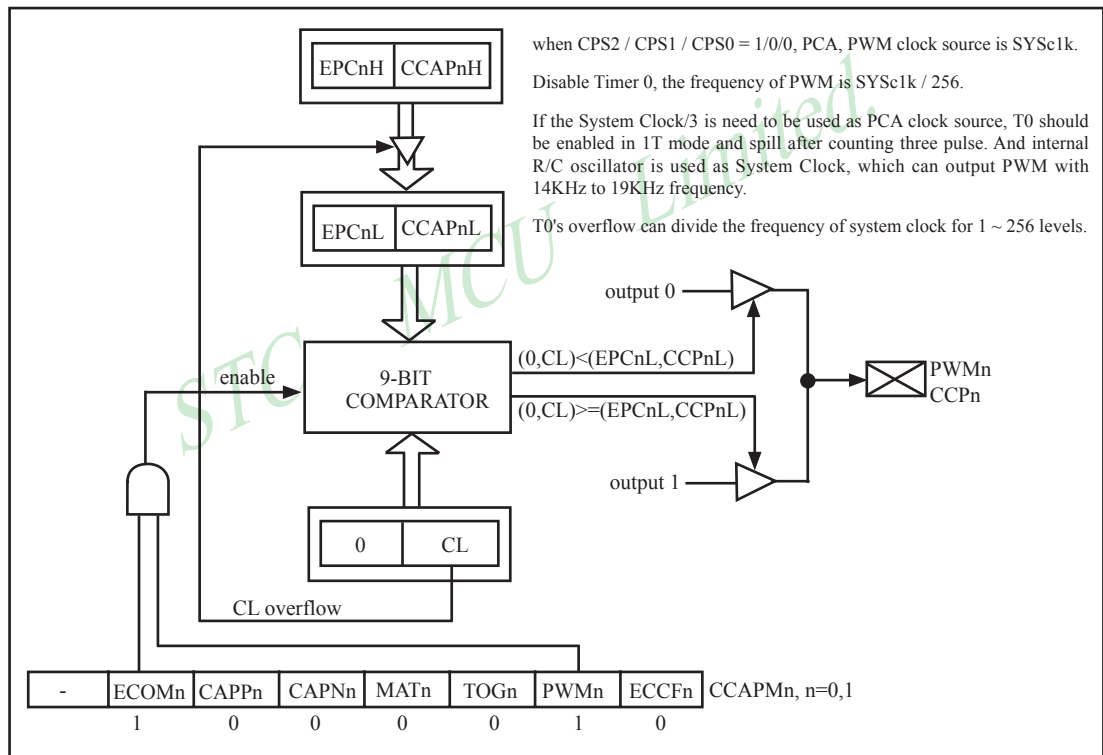 when CPS2 / CPS1 / CPS0 = 1/0/0, PCA, PWM clock source is SYSc1k.
Disable Timer 0, the frequency of PWM is SYSc1k / 256.
If the System Clock/3 is need to be used as PCA clock source, T0 should
be enabled in 1T mode and spill after counting three pulse. And internal
R/C oscillator is used as System Clock, which can output PWM with
14KHz to 19KHz frequency.
T0's overflow can divide the frequency of system clock for 1 ~ 256 levels.
EPCnH CCAPnH
EPCnL CCAPnL
output 0
(0,CL)<(EPCnL,CCPnL)
enable
9-BIT
COMPARATOR
PWMn
CCPn
(0,CL)>=(EPCnL,CCPnL)
output 1
0 CL
CL overflow
- ECOMn CAPPn CAPNn MATn TOGn PWMn ECCFn CCAPMn, n=0,1
1 0 0 0 0 1 0
STC MCU Limited.